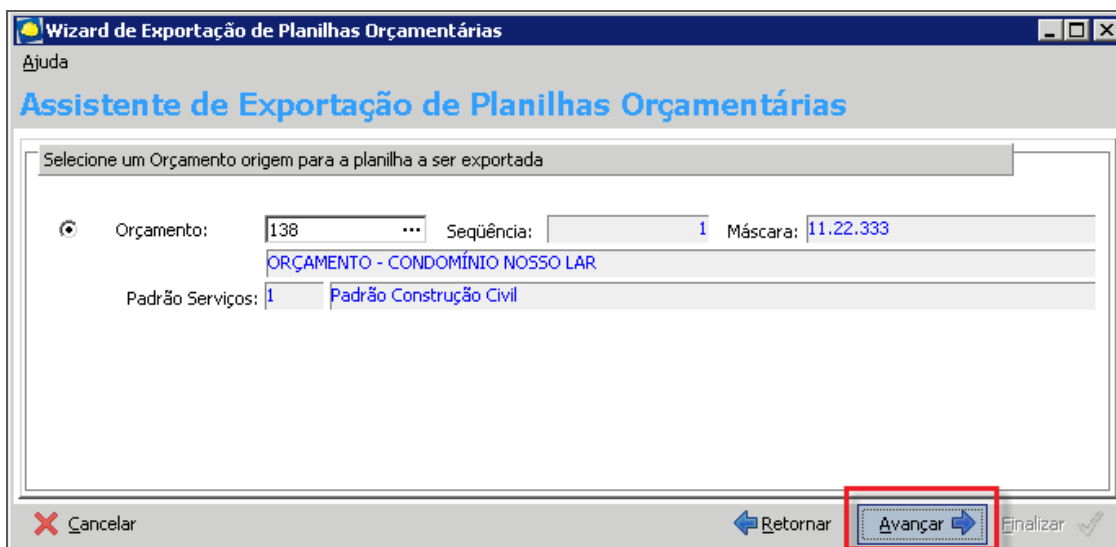 Wizard de Exportação de Planilhas Orçamentárias
Ajuda
Assistente de Exportação de Planilhas Orçamentárias
Selecione um Orçamento origem para a planilha a ser exportada
Orçamento: 138 ... Seqüência: 1 Máscara: 11.22.333
ORÇAMENTO - CONDOMÍNIO NOSSO LAR
Padrão Serviços: 1 Padrão Construção Civil
Cancelar Retornar Avançar Finalizar